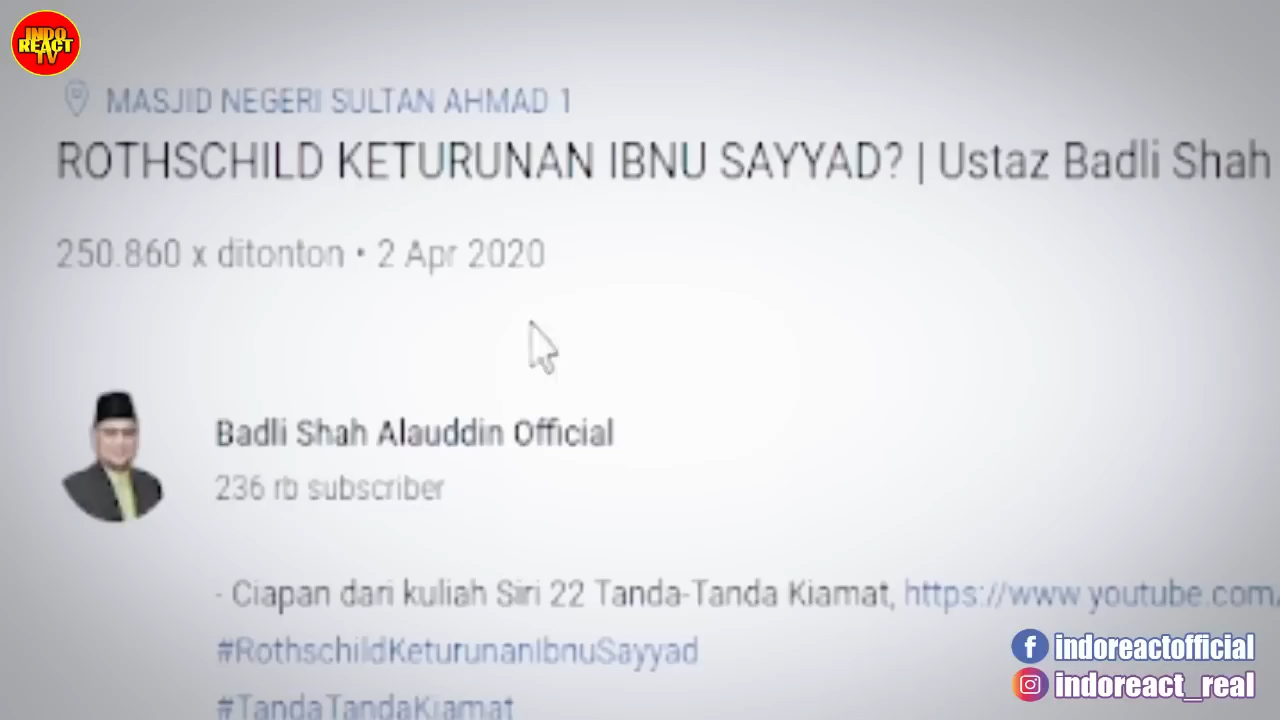 INDO
REACT
TV
MASJID NEGERI SULTAN AHMAD 1
ROTHSCHILD KETURUNAN IBNU SAYYAD? | Ustaz Badli Shah
250.860 x ditonton • 2 Apr 2020
Badli Shah Alauddin Official
236 rb subscriber
- Ciapan dari kuliah Siri 22 Tanda-Tanda Kiamat, https://www.youtube.com/
#RothschildKeturunanIbnuSayyad
#TandaTandaKiamat
indoreactofficial
indoreact_real